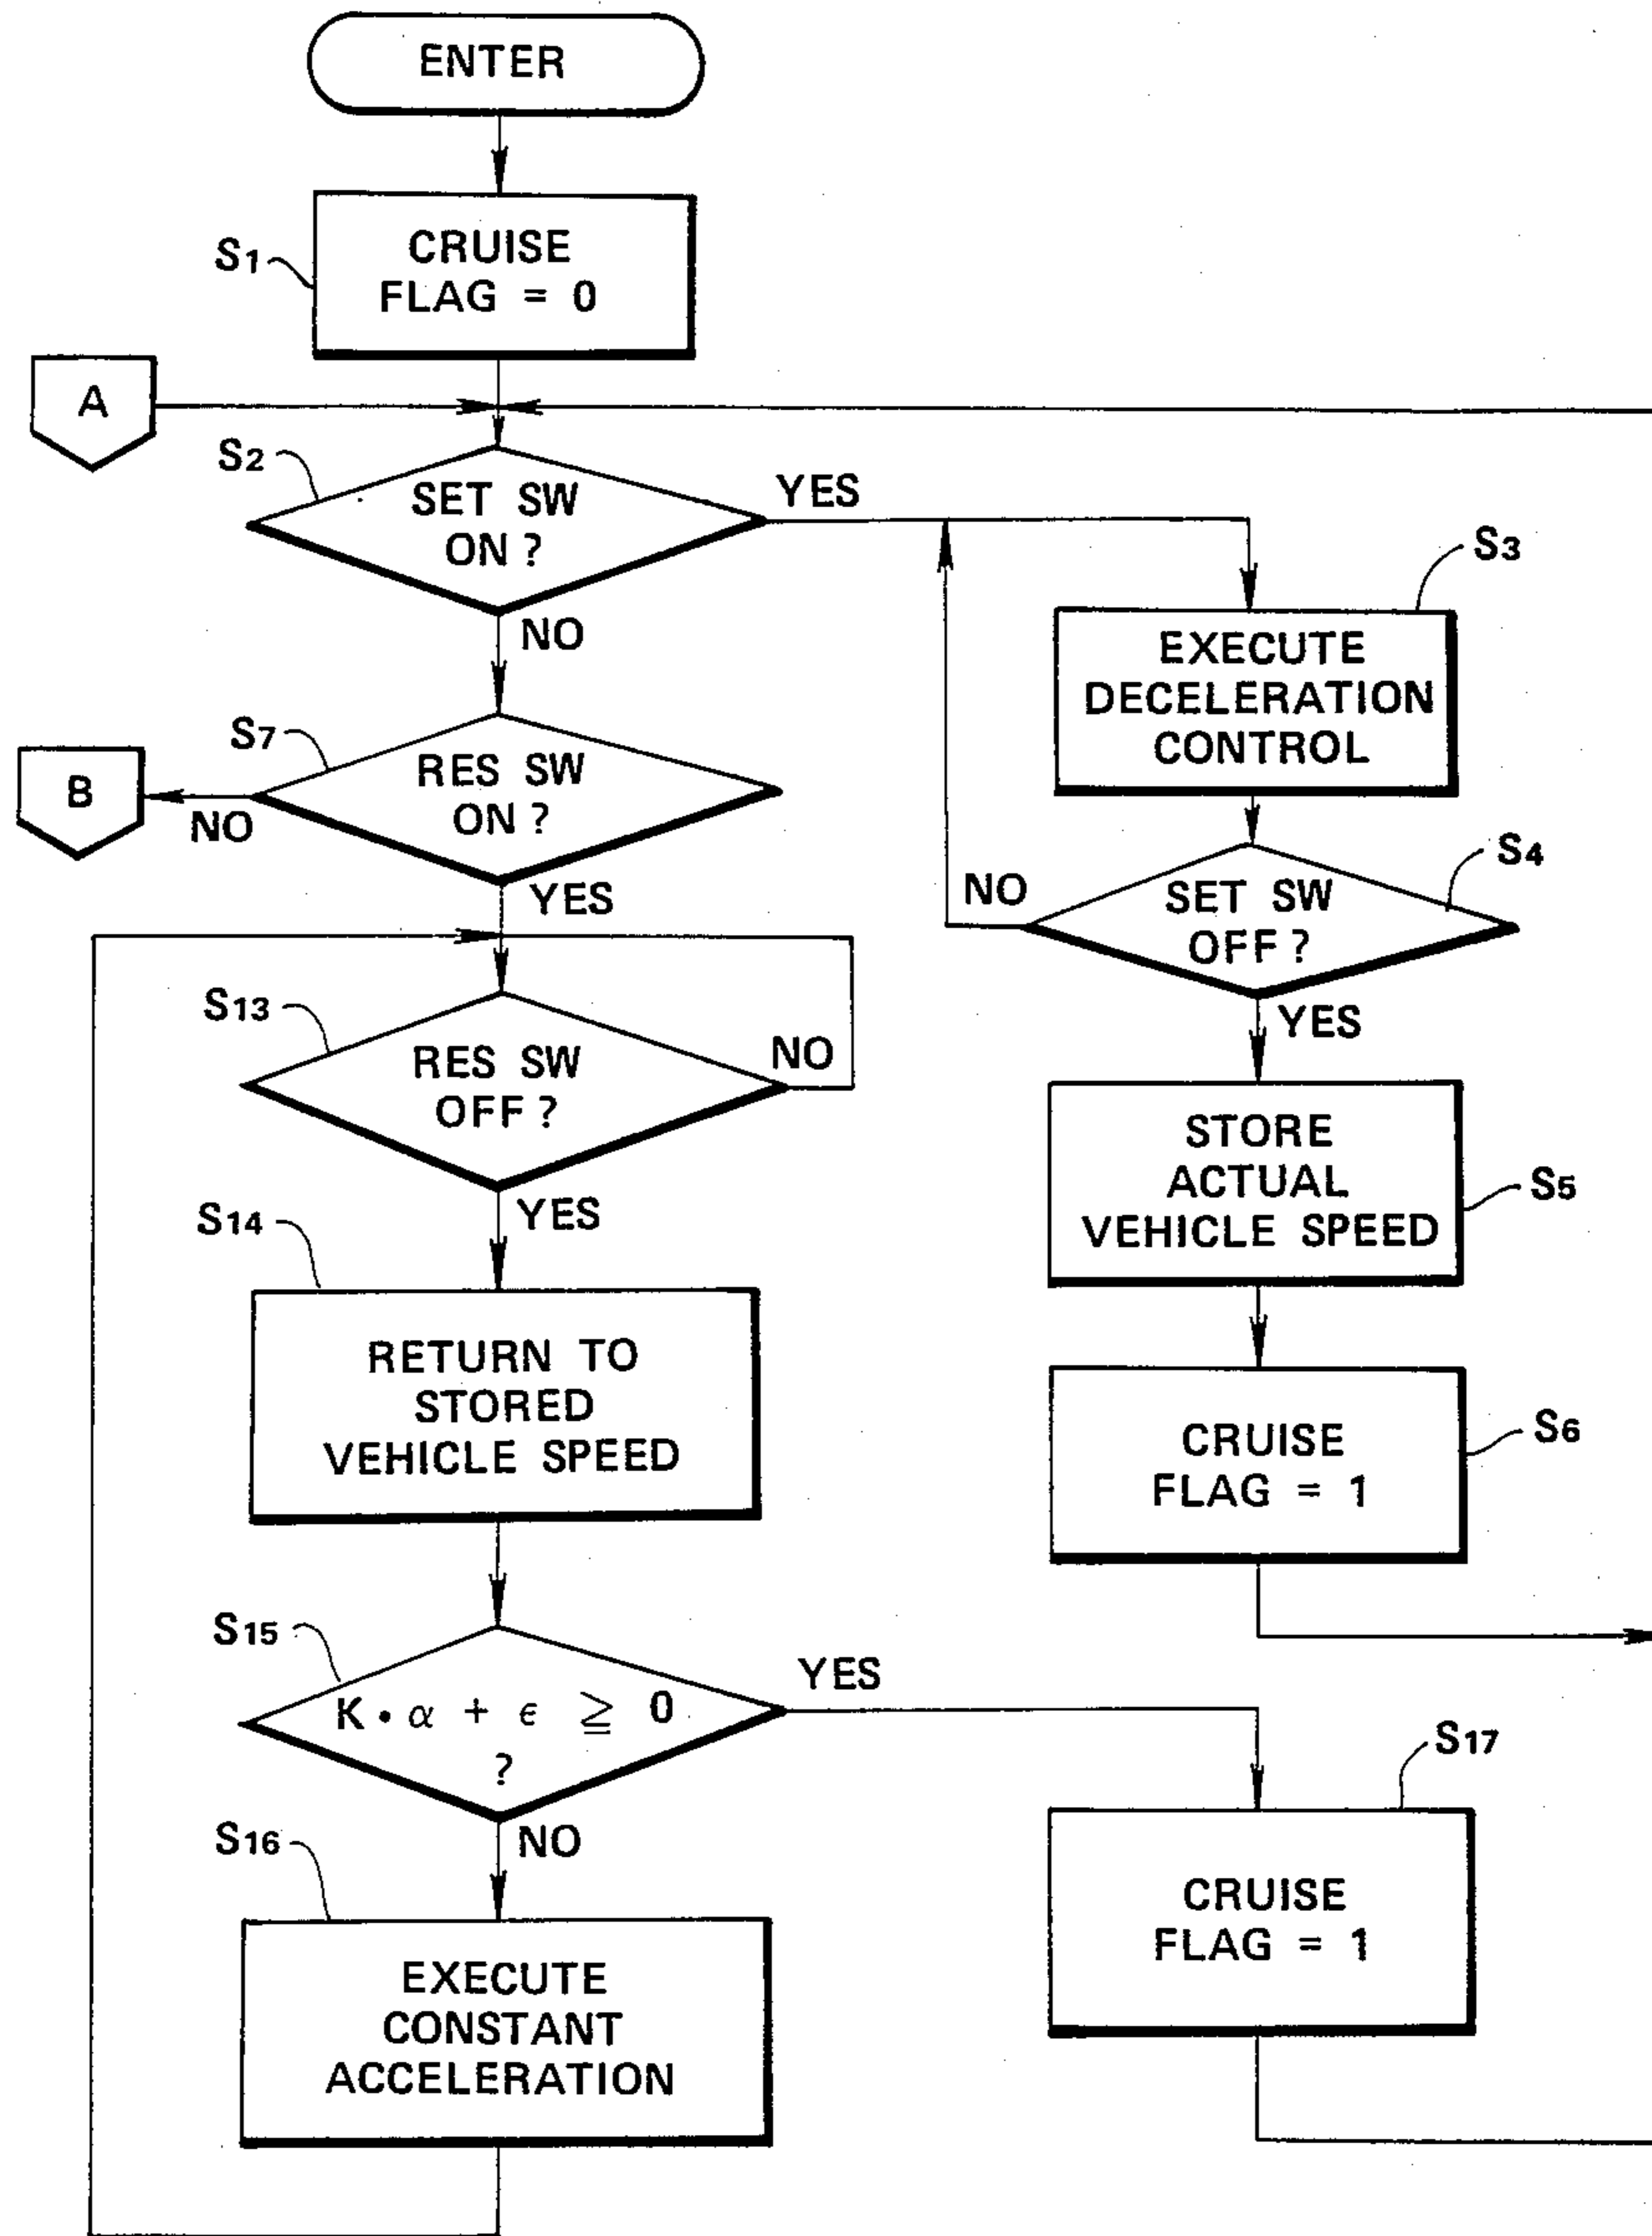 ENTER
S1
CRUISE
FLAG = 0
A
S2
SET SW
ON ?
YES
NO
S3
EXECUTE
DECELERATION
CONTROL
S7
RES SW
ON ?
B
NO
YES
S4
SET SW
OFF ?
NO
YES
S13
RES SW
OFF ?
NO
YES
S5
STORE
ACTUAL
VEHICLE SPEED
S14
RETURN TO
STORED
VEHICLE SPEED
S6
CRUISE
FLAG = 1
S15
K • α + ϵ ≧ 0
?
YES
NO
S17
CRUISE
FLAG = 1
S16
EXECUTE
CONSTANT
ACCELERATION